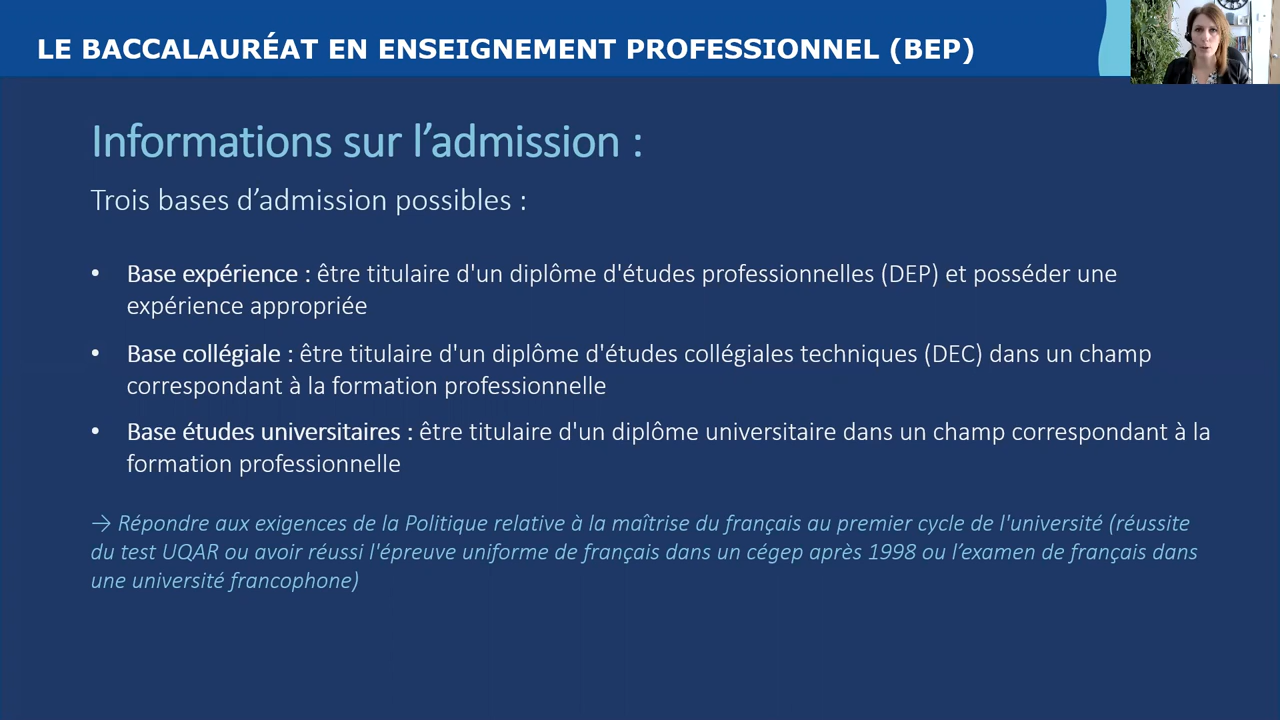 LE BACCALAURÉAT EN ENSEIGNEMENT PROFESSIONNEL (BEP)
Informations sur l’admission :
Trois bases d’admission possibles :
• Base expérience : être titulaire d'un diplôme d'études professionnelles (DEP) et posséder une
expérience appropriée
• Base collégiale : être titulaire d'un diplôme d'études collégiales techniques (DEC) dans un champ
correspondant à la formation professionnelle
• Base études universitaires : être titulaire d'un diplôme universitaire dans un champ correspondant à la
formation professionnelle
→ Répondre aux exigences de la Politique relative à la maîtrise du français au premier cycle de l'université (réussite
du test UQAR ou avoir réussi l'épreuve uniforme de français dans un cégep après 1998 ou l’examen de français dans
une université francophone)